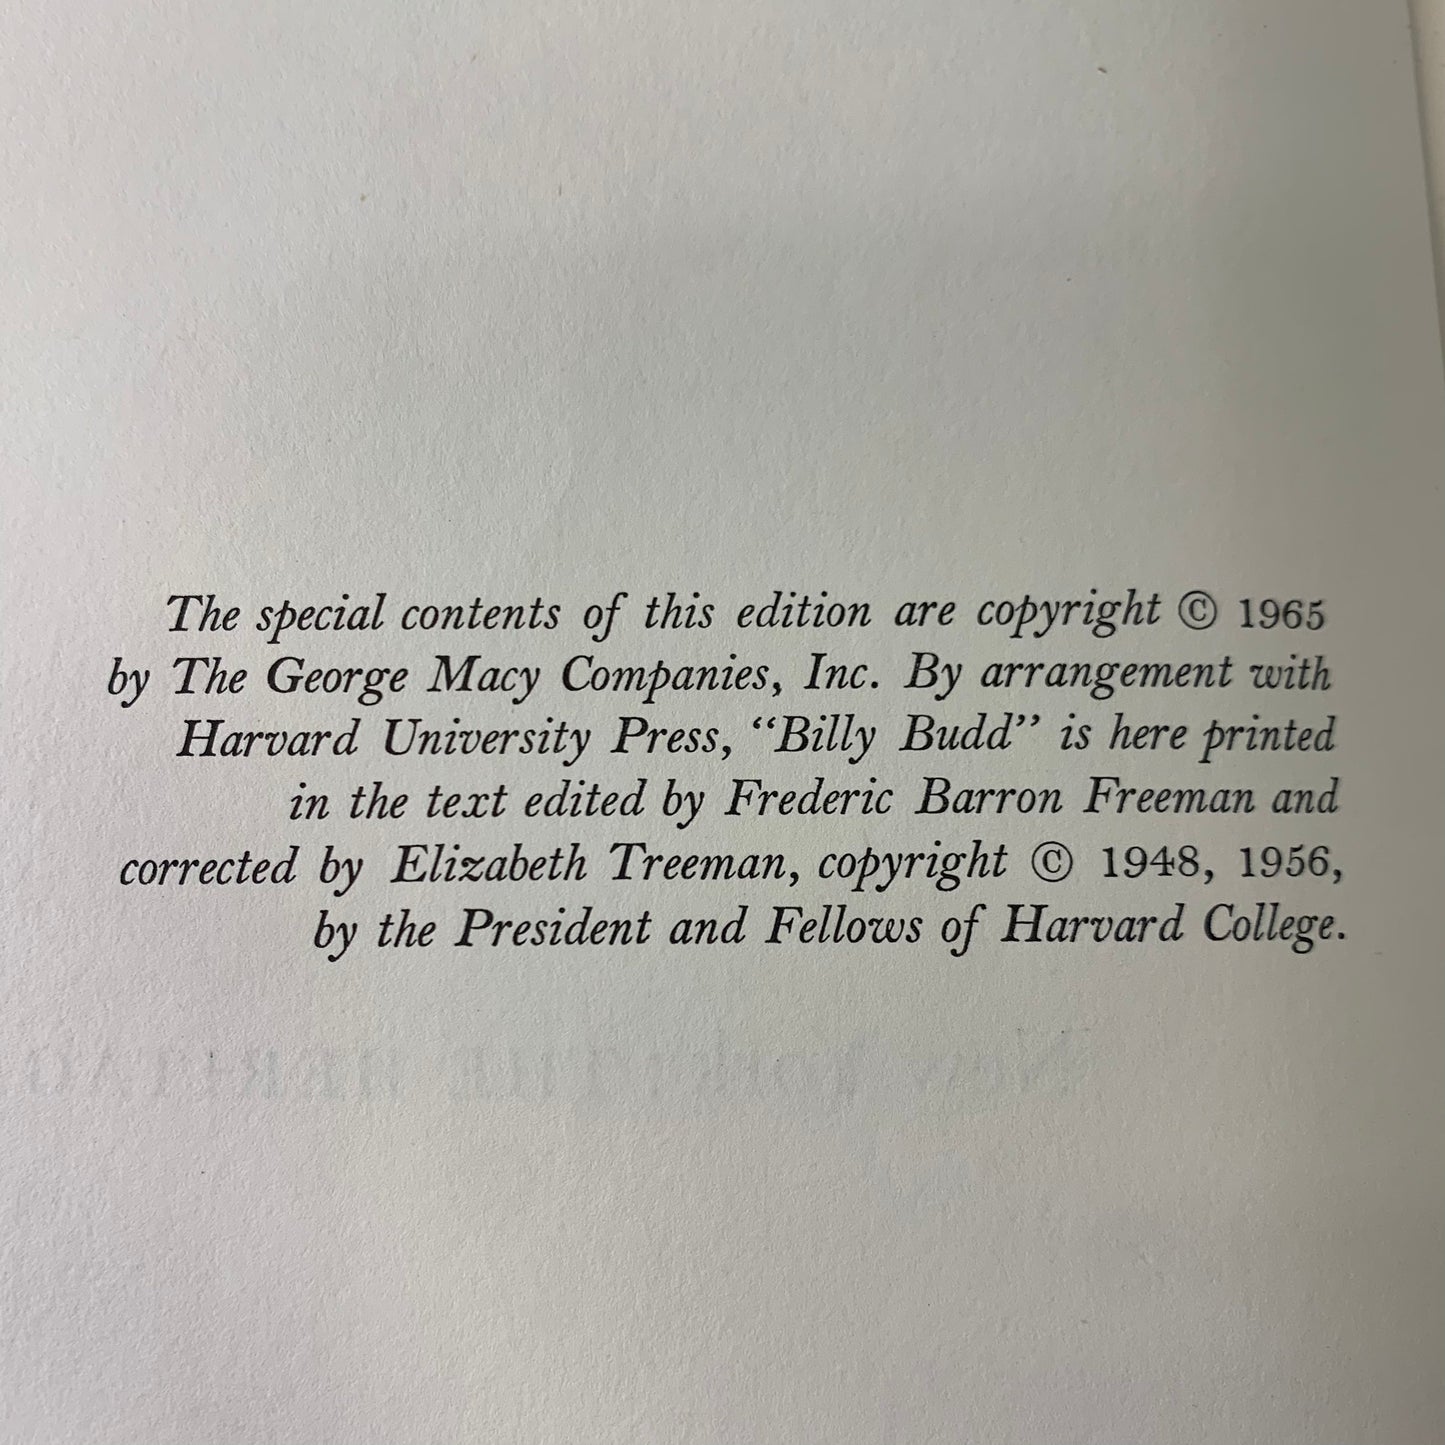 The special contents of this edition are copyright © 1965
by The George Macy Companies, Inc. By arrangement with
Harvard University Press, “Billy Budd” is here printed
in the text edited by Frederic Barron Freeman and
corrected by Elizabeth Treeman, copyright © 1948, 1956,
by the President and Fellows of Harvard College.